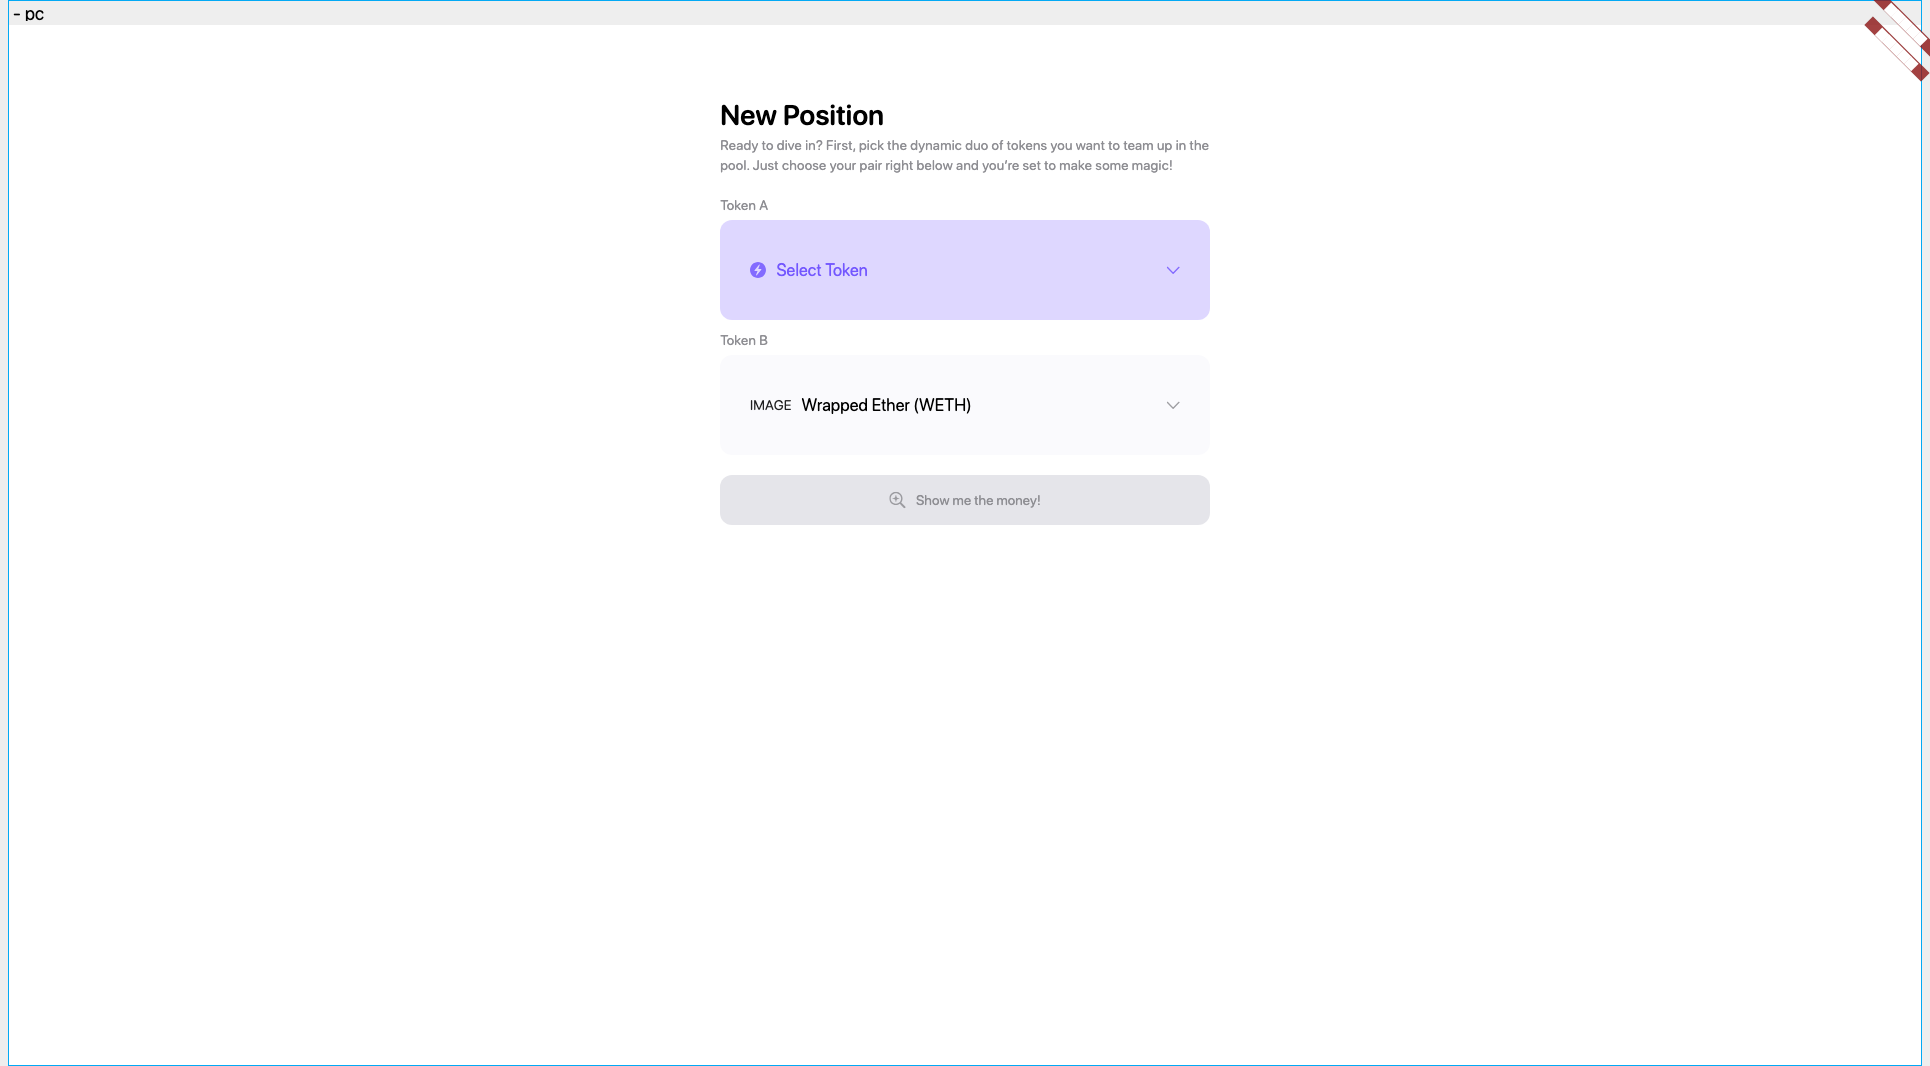 - pc
New Position
Ready to dive in? First, pick the dynamic duo of tokens you want to team up in the
pool. Just choose your pair right below and you’re set to make some magic!
Token A
Select Token
Token B
IMAGE Wrapped Ether (WETH)
Show me the money!